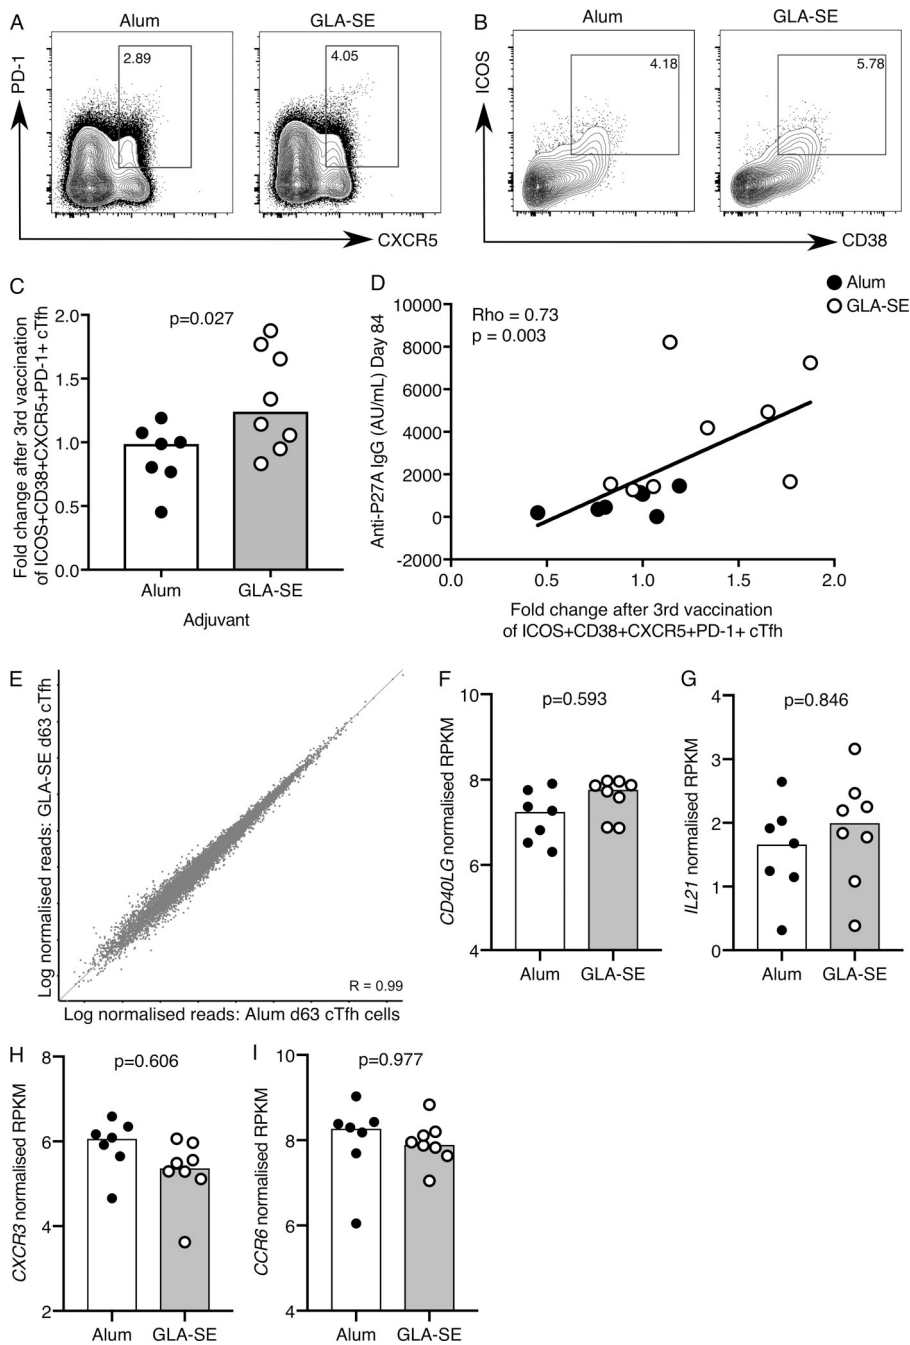 A
Alum
GLA-SE
PD-1
2.89
4.05
CXCR5
B
Alum
GLA-SE
ICOS
4.18
5.78
CD38
C
Fold change after 3rd vaccination
of ICOS+CD38+CXCR5+PD-1+ cTfh
p=0.027
2.0
1.5
1.0
0.5
0.0
Alum
GLA-SE
Adjuvant
D
Alum
GLA-SE
Rho = 0.73
p = 0.003
Anti-P27A IgG (AU/mL) Day 84
10000
8000
6000
4000
2000
0
-2000
0.0
0.5
1.0
1.5
2.0
Fold change after 3rd vaccination
of ICOS+CD38+CXCR5+PD-1+ cTfh
E
Log normalised reads: GLA-SE d63 cTfh
R = 0.99
Log normalised reads: Alum d63 cTfh cells
F
CD40LG normalised RPKM
p=0.593
10
8
6
4
Alum
GLA-SE
G
IL21 normalised RPKM
p=0.846
4
3
2
1
0
Alum
GLA-SE
H
CXCR3 normalised RPKM
p=0.606
8
6
4
2
Alum
GLA-SE
I
CCR6 normalised RPKM
p=0.977
10
8
6
4
Alum
GLA-SE